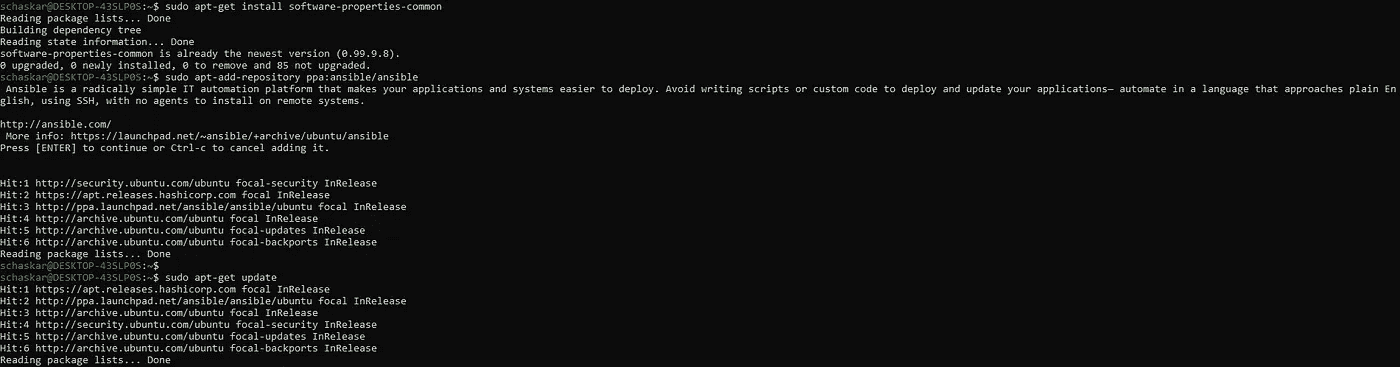 schaskar@DESKTOP-43SLP0S:~$ sudo apt-get install software-properties-common
Reading package lists... Done
Building dependency tree
Reading state information... Done
software-properties-common is already the newest version (0.99.9.8).
0 upgraded, 0 newly installed, 0 to remove and 85 not upgraded.
schaskar@DESKTOP-43SLP0S:~$ sudo apt-add-repository ppa:ansible/ansible
 Ansible is a radically simple IT automation platform that makes your applications and systems easier to deploy. Avoid writing scripts or custom code to deploy and update your applications— automate in a language that approaches plain En
glish, using SSH, with no agents to install on remote systems.

http://ansible.com/
 More info: https://launchpad.net/~ansible/+archive/ubuntu/ansible
Press [ENTER] to continue or Ctrl-c to cancel adding it.

Hit:1 http://security.ubuntu.com/ubuntu focal-security InRelease
Hit:2 https://apt.releases.hashicorp.com focal InRelease
Hit:3 http://ppa.launchpad.net/ansible/ansible/ubuntu focal InRelease
Hit:4 http://archive.ubuntu.com/ubuntu focal InRelease
Hit:5 http://archive.ubuntu.com/ubuntu focal-updates InRelease
Hit:6 http://archive.ubuntu.com/ubuntu focal-backports InRelease
Reading package lists... Done
schaskar@DESKTOP-43SLP0S:~$
schaskar@DESKTOP-43SLP0S:~$ sudo apt-get update
Hit:1 https://apt.releases.hashicorp.com focal InRelease
Hit:2 http://ppa.launchpad.net/ansible/ansible/ubuntu focal InRelease
Hit:3 http://archive.ubuntu.com/ubuntu focal InRelease
Hit:4 http://security.ubuntu.com/ubuntu focal-security InRelease
Hit:5 http://archive.ubuntu.com/ubuntu focal-updates InRelease
Hit:6 http://archive.ubuntu.com/ubuntu focal-backports InRelease
Reading package lists... Done